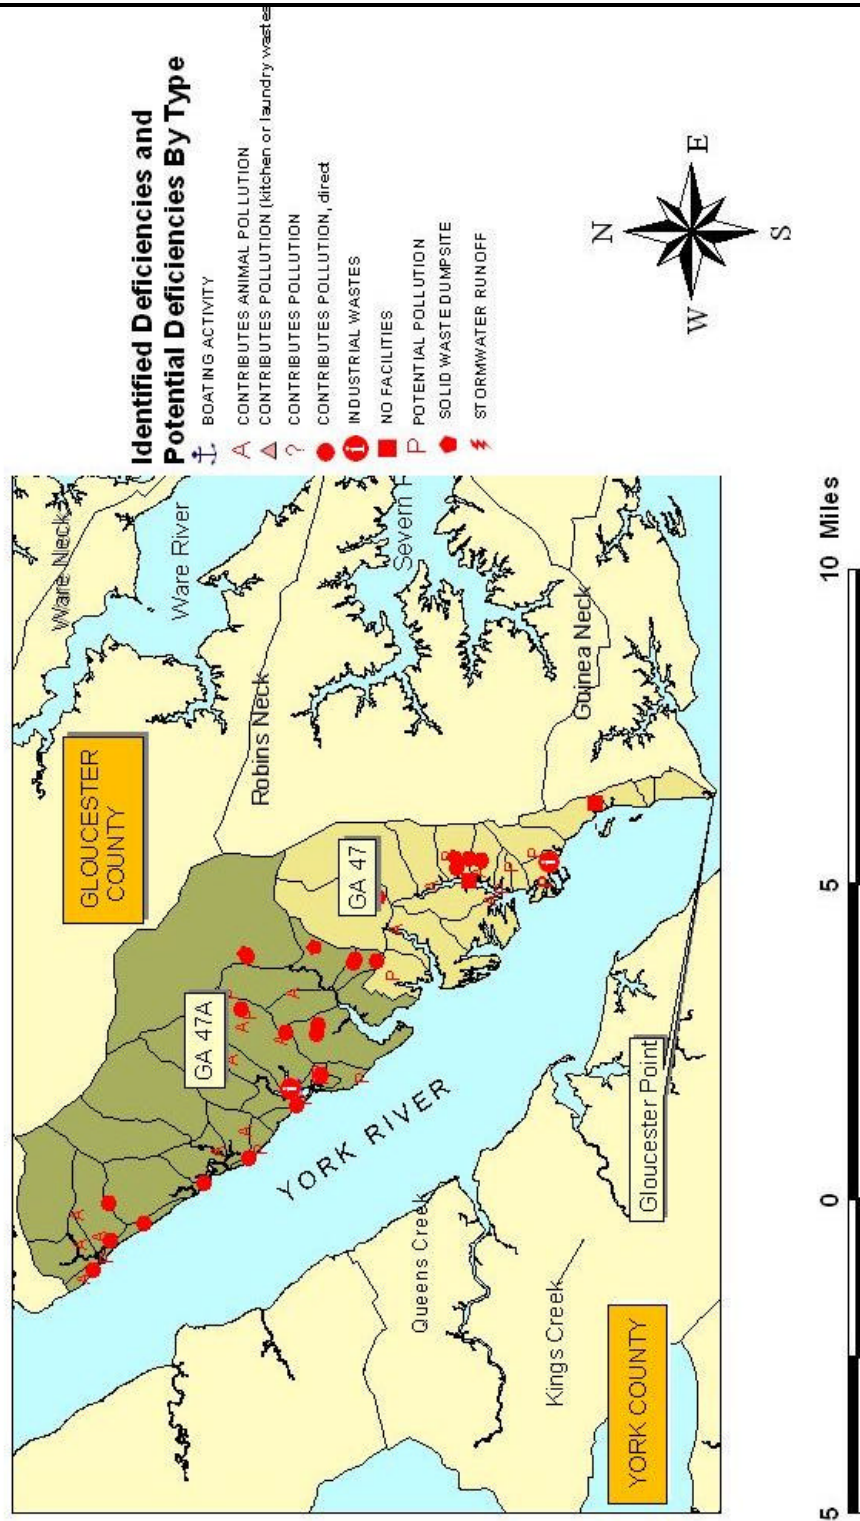 Identified Deficiencies and
Potential Deficiencies By Type
BOATING ACTIVITY
A CONTRIBUTES ANIMAL POLLUTION
CONTRIBUTES POLLUTION (kitchen or laundry wastes
? CONTRIBUTES POLLUTION
CONTRIBUTES POLLUTION, direct
i INDUSTRIAL WASTES
NO FACILITIES
P POTENTIAL POLLUTION
SOLID WASTE DUMPSITE
STORMWATER RUNOFF
N
W E
S
Ware Neck
Ware River
GLOUCESTER
COUNTY
Robins Neck
Severn
GA 47A
GA 47
Guinea Neck
YORK RIVER
Queens Creek
Kings Creek
Gloucester Point
YORK COUNTY
5 0 5 10 Miles